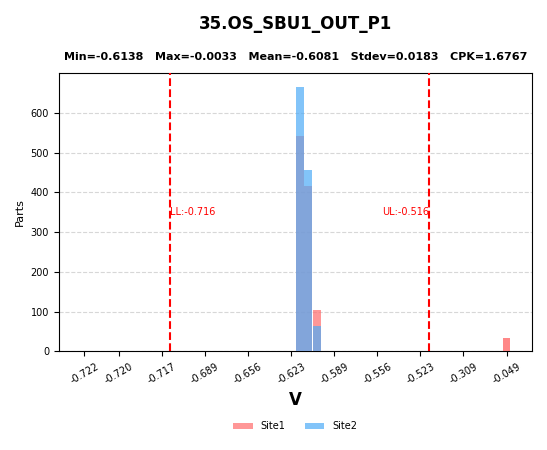 35.OS_SBU1_OUT_P1
Min=-0.6138 Max=-0.0033 Mean=-0.6081 Stdev=0.0183 CPK=1.6767
600
500
400
300
200
100
0
Parts
LL:-0.716
UL:-0.516
-0.722 -0.720 -0.717 -0.689 -0.656 -0.623 -0.589 -0.556 -0.523 -0.309 -0.049
V
Site1 Site2